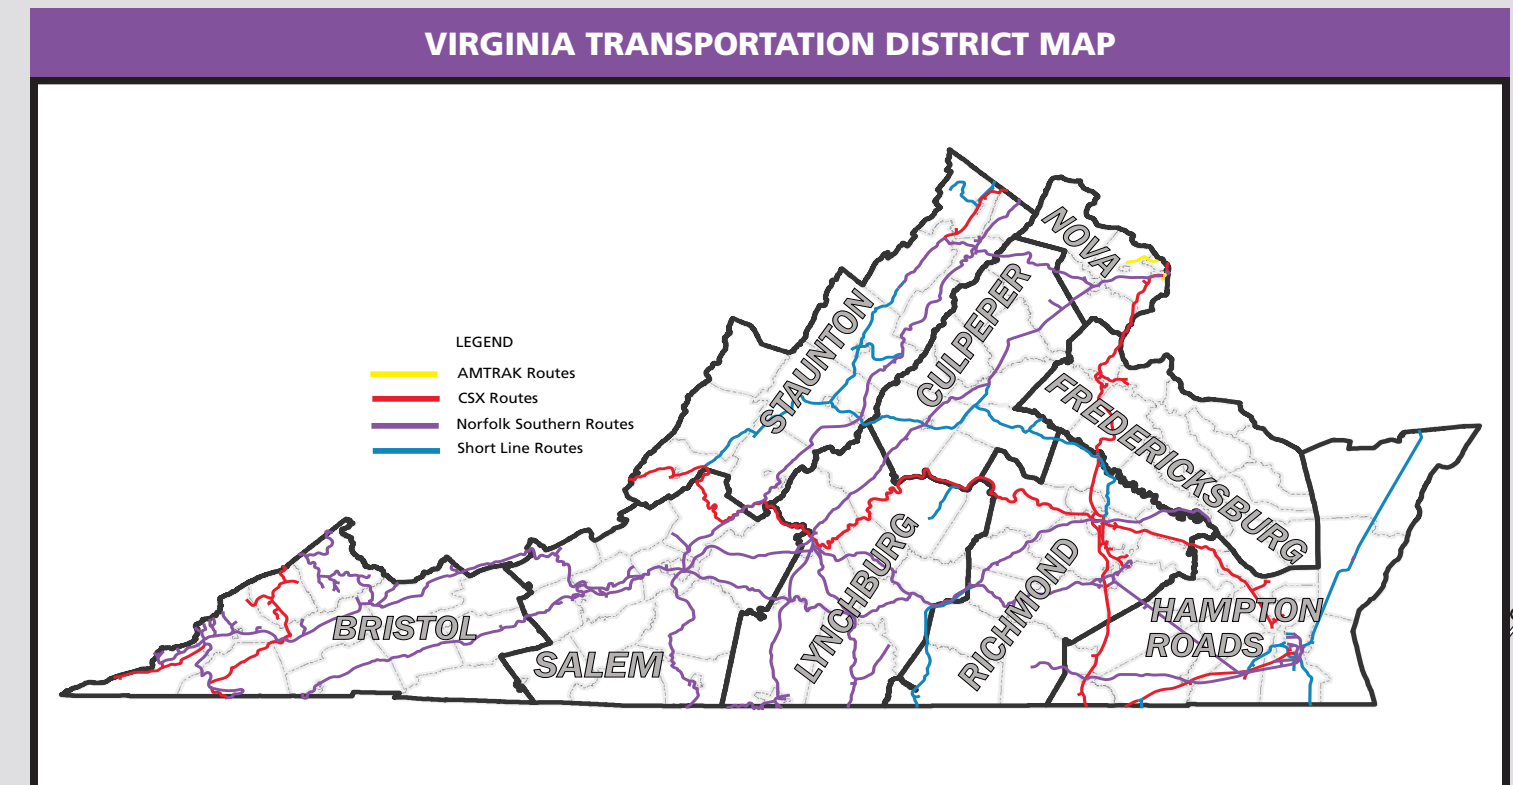 VIRGINIA TRANSPORTATION DISTRICT MAP
NOVA
STAUNTON
CULPEPER
LEGEND
AMTRAK Routes
CSX Routes
Norfolk Southern Routes
Short Line Routes
FREDERICKSBURG
LYNCHBURG
RICHMOND
HAMPTON
ROADS
BRISTOL
SALEM